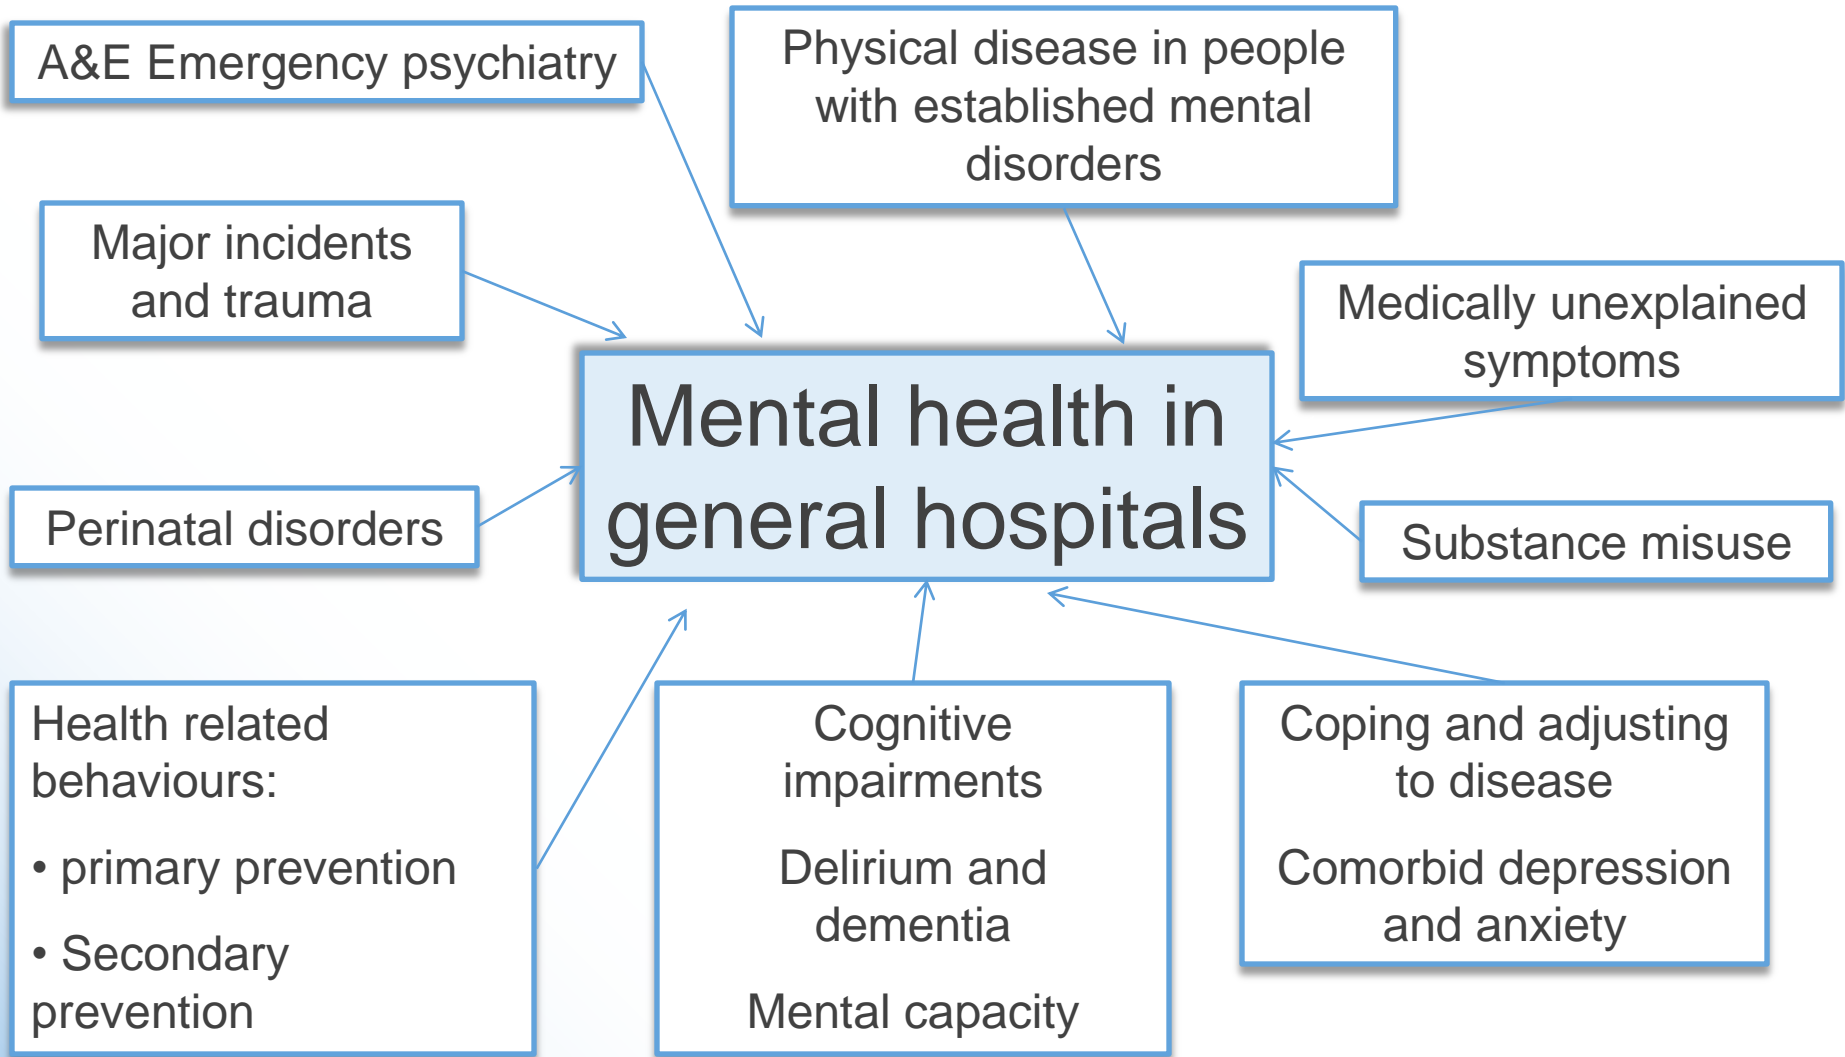 A&E Emergency psychiatry
Physical disease in people
with established mental
disorders
Major incidents
and trauma
Medically unexplained
symptoms
Mental health in
general hospitals
Perinatal disorders
Substance misuse
Health related
behaviours:
• primary prevention
• Secondary
prevention
Cognitive
impairments
Delirium and
dementia
Mental capacity
Coping and adjusting
to disease
Comorbid depression
and anxiety